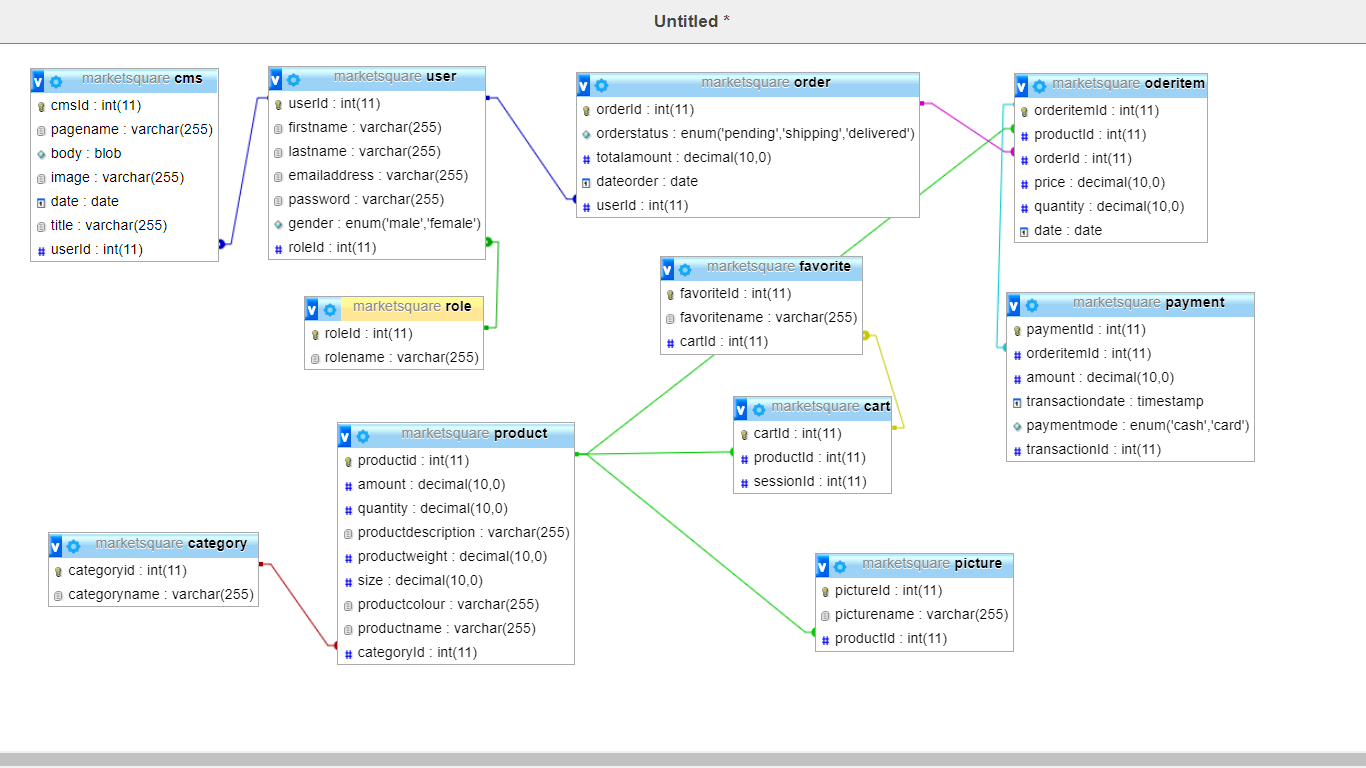 Untitled *
marketsquare cms
cmsId : int(11)
pagename : varchar(255)
body : blob
image : varchar(255)
date : date
title : varchar(255)
userId : int(11)
marketsquare user
userId : int(11)
firstname : varchar(255)
lastname : varchar(255)
emailaddress : varchar(255)
password : varchar(255)
gender : enum('male','female')
roleId : int(11)
marketsquare order
orderId : int(11)
orderstatus : enum('pending','shipping','delivered')
totalamount : decimal(10,0)
dateorder : date
userId : int(11)
marketsquare oderitem
orderitemId : int(11)
productId : int(11)
orderId : int(11)
price : decimal(10,0)
quantity : decimal(10,0)
date : date
marketsquare role
roleId : int(11)
rolename : varchar(255)
marketsquare favorite
favoriteId : int(11)
favoritename : varchar(255)
cartId : int(11)
marketsquare payment
paymentId : int(11)
orderitemId : int(11)
amount : decimal(10,0)
transactiondate : timestamp
paymentmode : enum('cash','card')
transactionId : int(11)
marketsquare cart
cartId : int(11)
productId : int(11)
sessionId : int(11)
marketsquare product
productid : int(11)
amount : decimal(10,0)
quantity : decimal(10,0)
productdescription : varchar(255)
productweight : decimal(10,0)
size : decimal(10,0)
productcolour : varchar(255)
productname : varchar(255)
categoryId : int(11)
marketsquare category
categoryid : int(11)
categoryname : varchar(255)
marketsquare picture
pictureId : int(11)
picturename : varchar(255)
productId : int(11)